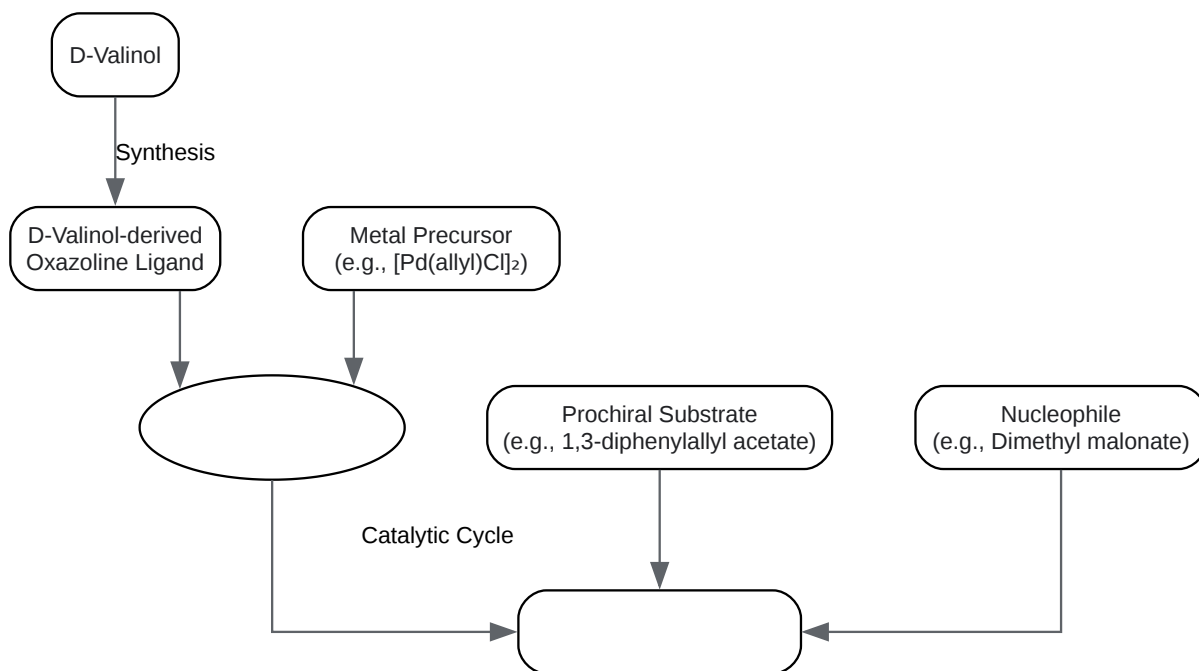 D-Valinol
Synthesis
D-Valinol-derived
Oxazoline Ligand
Metal Precursor
(e.g., [Pd(allyl)Cl]₂)
Prochiral Substrate
(e.g., 1,3-diphenylallyl acetate)
Nucleophile
(e.g., Dimethyl malonate)
Catalytic Cycle